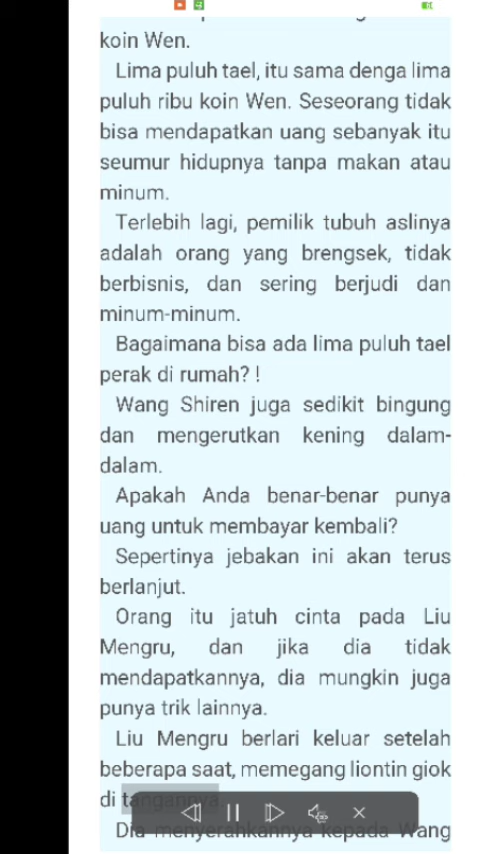 koin Wen.
Lima puluh tael, itu sama denga lima
puluh ribu koin Wen. Seseorang tidak
bisa mendapatkan uang sebanyak itu
seumur hidupnya tanpa makan atau
minum.
Terlebih lagi, pemilik tubuh aslinya
adalah orang yang brengsek, tidak
berbisnis, dan sering berjudi dan
minum-minum.
Bagaimana bisa ada lima puluh tael
perak di rumah? !
Wang Shiren juga sedikit bingung
dan mengerutkan kening dalam-
dalam.
Apakah Anda benar-benar punya
uang untuk membayar kembali?
Sepertinya jebakan ini akan terus
berlanjut.
Orang itu jatuh cinta pada Liu
Mengru, dan jika dia tidak
mendapatkannya, dia mungkin juga
punya trik lainnya.
Liu Mengru berlari keluar setelah
beberapa saat, memegang liontin giok
di tangannya.
Dia menyerahkannya kepada Wang